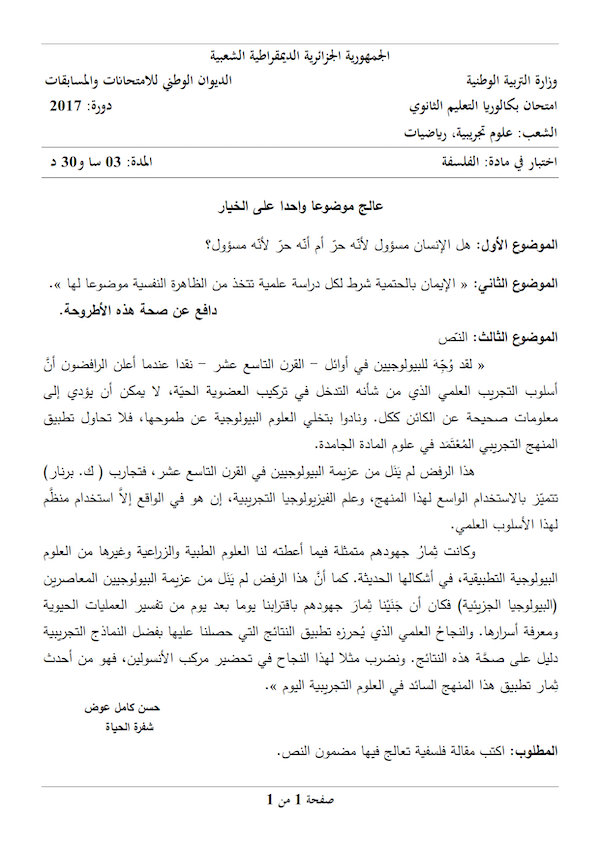 الجمهورية الجزائرية الديمقراطية الشعبية
وزارة التربية الوطنية الديوان الوطني للامتحانات والمسابقات
امتحان بكالوريا التعليم الثانوي دورة: 2017
الشعب: علوم تجريبية، رياضيات
اختبار في مادة: الفلسفة المدة: 03 سا و30 د
عالج موضوعا واحدا على الخيار
الموضوع الأول: هل الإنسان مسؤول لأنّه حرّ أم أنّه حرّ لأنّه مسؤول؟
الموضوع الثاني: « الإيمان بالحتمية شرط لكل دراسة علمية تتخذ من الظاهرة النفسية موضوعا لها ».
دافع عن صحة هذه الأطروحة.
الموضوع الثالث: النّص
« لقد وُجِّهَ للبيولوجيين في أوائل – القرن التاسع عشر – نقدا عندما أعلن الرافضون أنَّ
أسلوب التجريب العلمي الذي من شأنه التدخل في تركيب العضوية الحيّة، لا يمكن أن يؤدي إلى
معلومات صحيحة عن الكائن ككل. ونادوا بتخلي العلوم البيولوجية عن طموحها، فلا تحاول تطبيق
المنهج التجريبي المُعْتَمَد في علوم المادة الجامدة.
هذا الرفض لم يَنَل من عزيمة البيولوجيين في القرن التاسع عشر، فتجارب ( ك. برنار)
تتميّز بالاستخدام الواسع لهذا المنهج، وعلم الفيزيولوجيا التجريبية، إن هو في الواقع إلاَّ استخدام منظَّم
لهذا الأسلوب العلمي.
وكانت ثِمارُ جهودهم متمثلة فيما أعطته لنا العلوم الطبية والزراعية وغيرها من العلوم
البيولوجية التطبيقية، في أشكالها الحديثة. كما أنَّ هذا الرفض لم يَنَل من عزيمة البيولوجيين المعاصرين
(البيولوجيا الجزيئية) فكان أن جَنَيْنا ثِمارَ جهودهم باقترابنا يوما بعد يوم من تفسير العمليات الحيوية
ومعرفة أسرارها. والنجاحُ العلمي الذي يُحرزه تطبيق النتائج التي حصلنا عليها بفضل النماذج التجريبية
دليل على صحَّة هذه النتائج. ونضرب مثلا لهذا النجاح في تحضير مركب الأنسولين، فهو من أحدث
ثِمار تطبيق هذا المنهج السائد في العلوم التجريبية اليوم ».
حسن كامل عوض
شفرة الحياة
المطلوب: اكتب مقالة فلسفية تعالج فيها مضمون النص.
صفحة 1 من 1